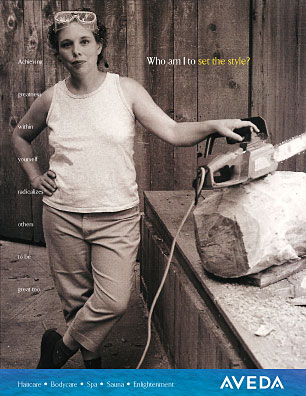 Who am I to set the style?
Achieving
greatness
within
yourself
radicalizes
others
to be
great too.
Haircare • Bodycare • Spa • Sauna • Enlightenment
AVEDA